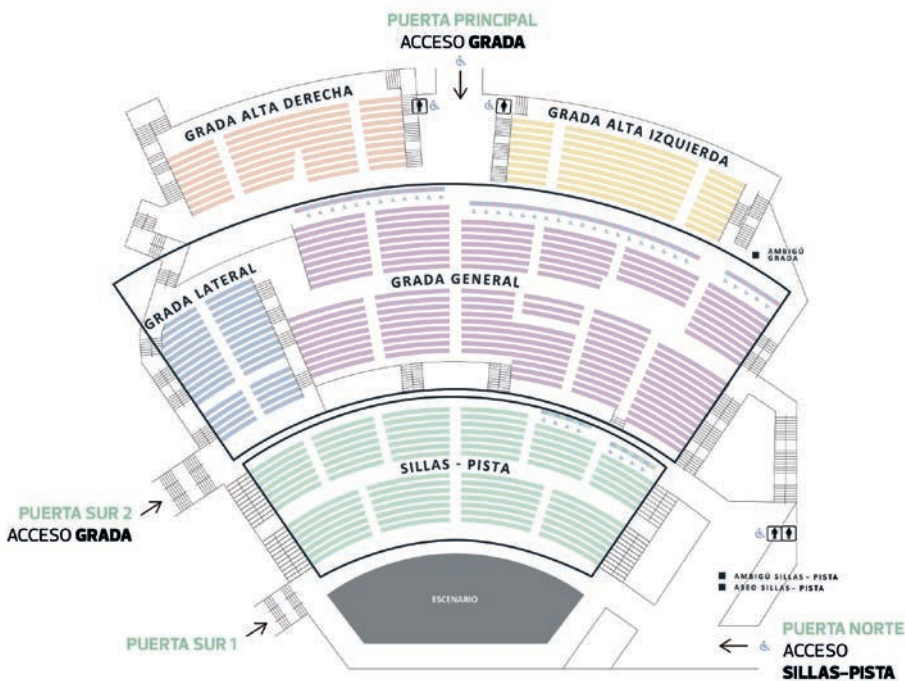 PUERTA PRINCIPAL
ACCESO GRADA
GRADA ALTA DERECHA
GRADA ALTA IZQUIERDA
AMBIGÚ
GRADA
GRADA LATERAL
GRADA GENERAL
SILLAS - PISTA
PUERTA SUR 2
ACCESO GRADA
ESCENARIO
AMBIGÚ SILLAS - PISTA
ASEO SILLAS - PISTA
PUERTA SUR 1
PUERTA NORTE
ACCESO
SILLAS-PISTA